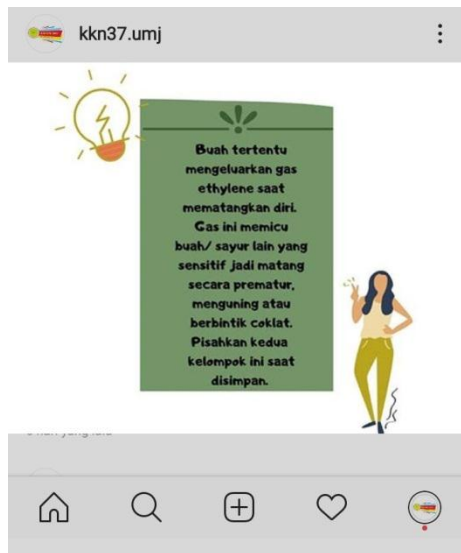 kkn37.umj
Buah tertentu
mengeluarkan gas
ethylene saat
mematangkan diri.
Gas ini memicu
buah/ sayur lain yang
sensitif jadi matang
secara prematur,
menguning atau
berbintik coklat.
Pisahkan kedua
kelompok ini saat
disimpan.